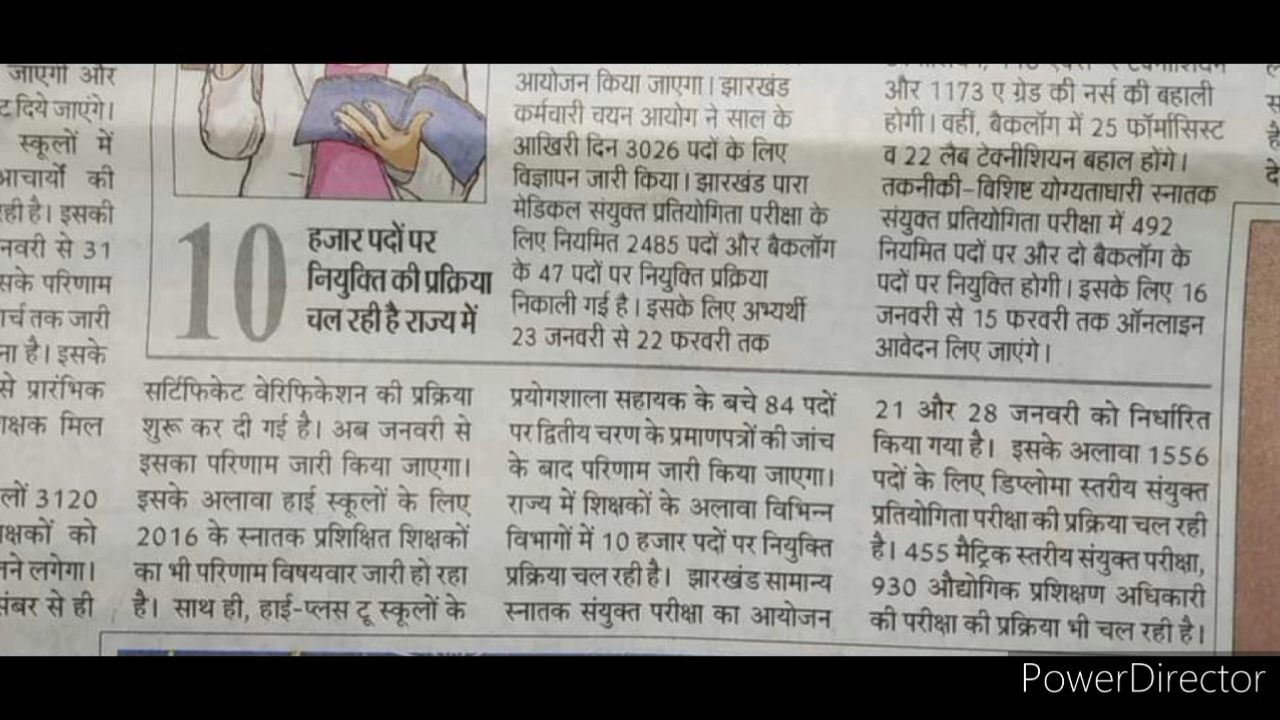 जाएगी और
ट दिये जाएंगे।
स्कूलों में
आचार्यों की
रही है। इसकी
नवरी से 31
सके परिणाम
ार्च तक जारी
ना है। इसके
से प्रारंभिक
क्षक मिल
लों 3120
क्षकों को
लने लगेगा।
संबर से ही
10
हजार पदों पर
नियुक्ति की प्रक्रिया
चल रही है राज्य में
आयोजन किया जाएगा। झारखंड
कर्मचारी चयन आयोग ने साल के
आखिरी दिन 3026 पदों के लिए
विज्ञापन जारी किया। झारखंड पारा
मेडिकल संयुक्त प्रतियोगिता परीक्षा के
लिए नियमित 2485 पदों और बैकलॉग
के 47 पदों पर नियुक्ति प्रक्रिया
निकाली गई है। इसके लिए अभ्यर्थी
23 जनवरी से 22 फरवरी तक
और 1173 ए ग्रेड की नर्स की बहाली
होगी। वहीं, बैकलॉग में 25 फॉर्मासिस्ट
व 22 लैब टेक्नीशियन बहाल होंगे।
तकनीकी-विशिष्ट योग्यताधारी स्नातक
संयुक्त प्रतियोगिता परीक्षा में 492
नियमित पदों पर और दो बैकलॉग के
पदों पर नियुक्ति होगी। इसके लिए 16
जनवरी से 15 फरवरी तक ऑनलाइन
आवेदन लिए जाएंगे।
सर्टिफिकेट वेरिफिकेशन की प्रक्रिया
शुरू कर दी गई है। अब जनवरी से
इसका परिणाम जारी किया जाएगा।
इसके अलावा हाई स्कूलों के लिए
2016 के स्नातक प्रशिक्षित शिक्षकों
का भी परिणाम विषयवार जारी हो रहा
है। साथ ही, हाई-प्लस टू स्कूलों के
प्रयोगशाला सहायक के बचे 84 पदों
पर द्वितीय चरण के प्रमाणपत्रों की जांच
के बाद परिणाम जारी किया जाएगा।
राज्य में शिक्षकों के अलावा विभिन्न
विभागों में 10 हजार पदों पर नियुक्ति
प्रक्रिया चल रही है। झारखंड सामान्य
स्नातक संयुक्त परीक्षा का आयोजन
21 और 28 जनवरी को निर्धारित
किया गया है। इसके अलावा 1556
पदों के लिए डिप्लोमा स्तरीय संयुक्त
प्रतियोगिता परीक्षा की प्रक्रिया चल रही
है। 455 मैट्रिक स्तरीय संयुक्त परीक्षा,
930 औद्योगिक प्रशिक्षण अधिकारी
की परीक्षा की प्रक्रिया भी चल रही है।
PowerDirector